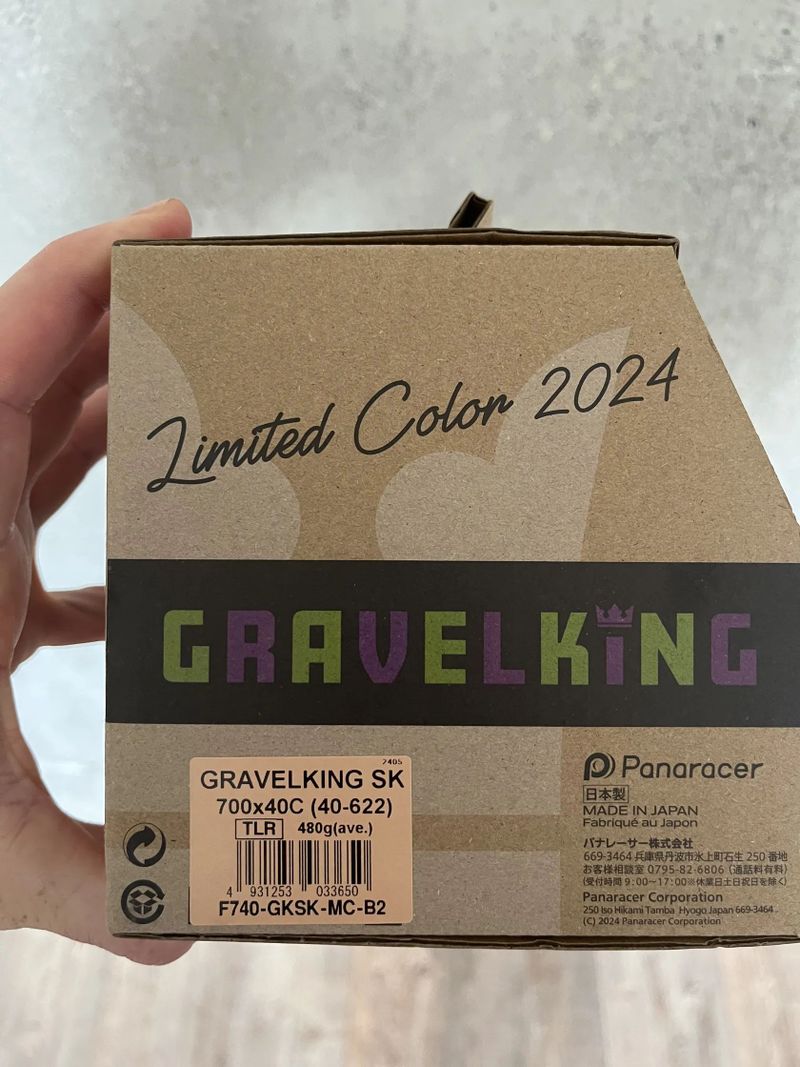 Limited Color 2024
GRAVELKING
2405
GRAVELKING SK
700x40C (40-622)
TLR 480g(ave.)
4 931253 033650
F740-GKSK-MC-B2
Panaracer
日本製
MADE IN JAPAN
Fabriqué au Japon
パナレーサー株式会社
669-3464 兵庫県丹波市氷上町石生 250 番地
お客様相談室 0795-82-6806（通話料有料）
(受付時間 9:00〜17:00※休業日土日祝日を除く)
Panaracer Corporation
250 Iso Hikami Tamba Hyogo Japan 669-3464
(C) 2024 Panaracer Corporation